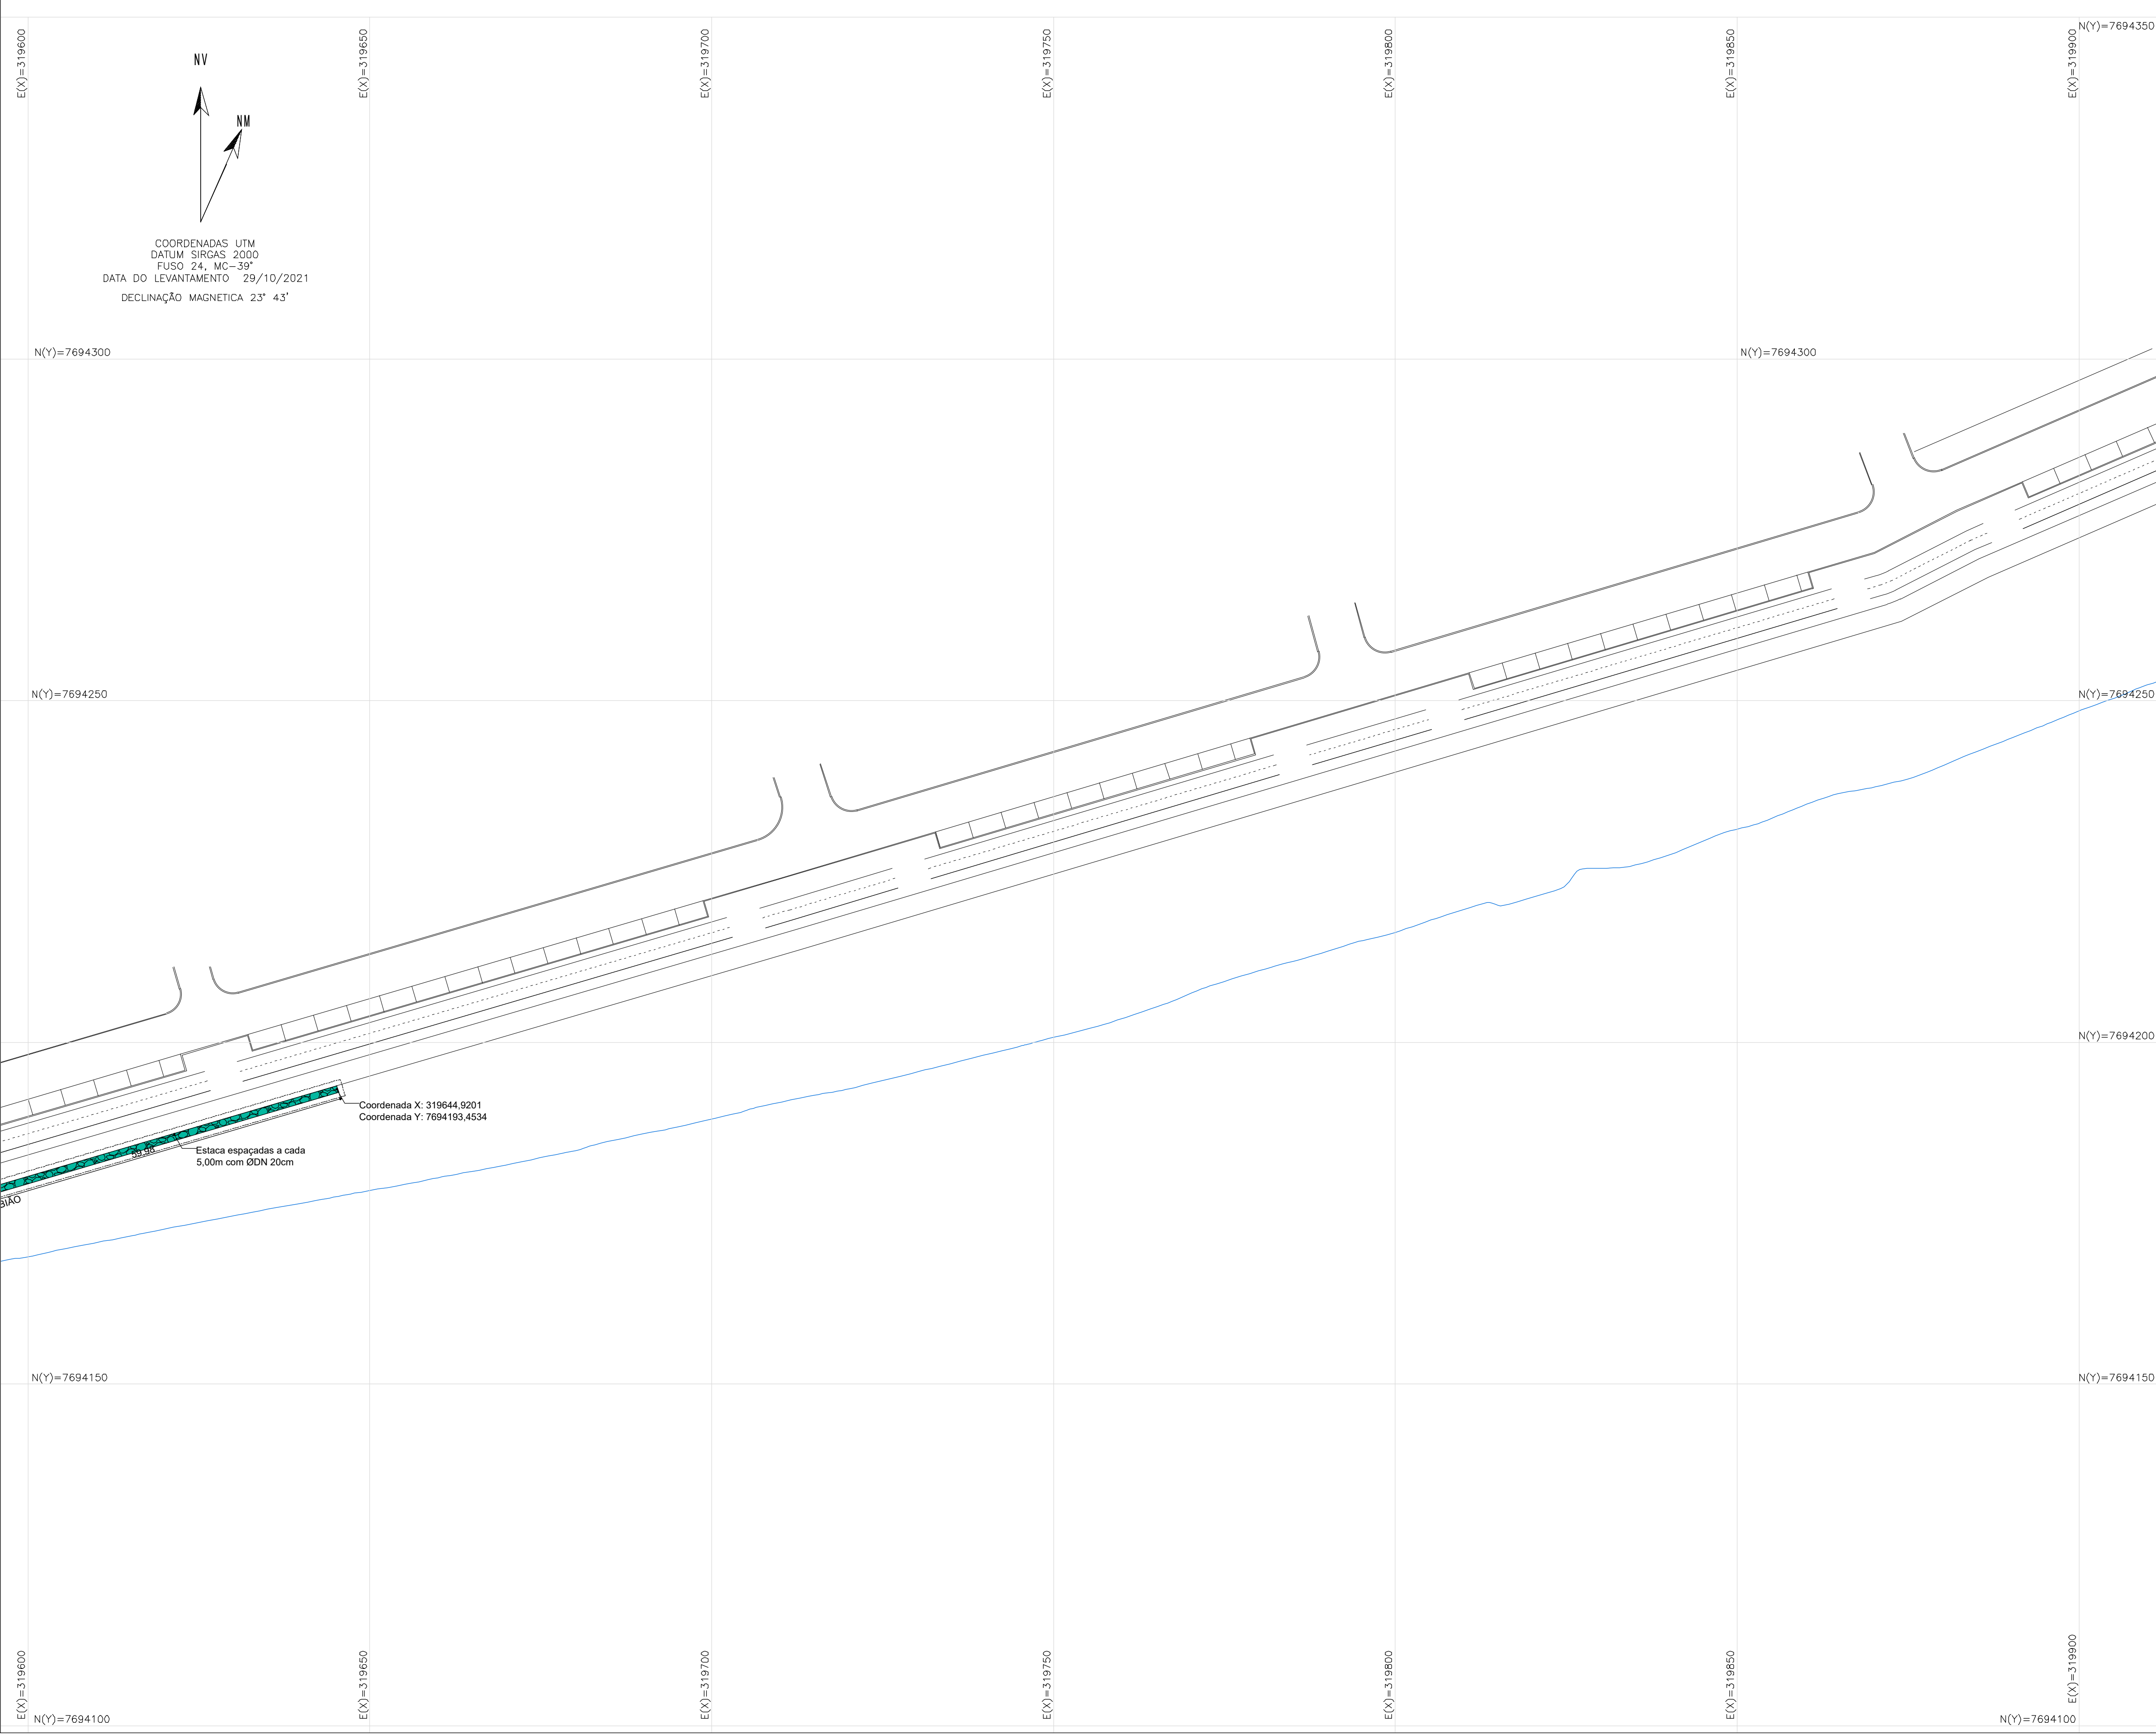 E(X)=319600
E(X)=319650
E(X)=319700
E(X)=319750
E(X)=319800
E(X)=319850
E(X)=319900
N(Y)=7694350
NV
NM
COORDENADAS UTM
DATUM SIRGAS 2000
FUSO 24, MC-39°
DATA DO LEVANTAMENTO 29/10/2021
DECLINAÇÃO MAGNETICA 23° 43'
N(Y)=7694300
N(Y)=7694300
N(Y)=7694250
N(Y)=7694250
N(Y)=7694200
Coordenada X: 319644,9201
Coordenada Y: 7694193,4534
Estaca espaçadas a cada
5,00m com ØDN 20cm
59.98
BIÃO
N(Y)=7694150
N(Y)=7694150
E(X)=319600
E(X)=319650
E(X)=319700
E(X)=319750
E(X)=319800
E(X)=319850
E(X)=319900
N(Y)=7694100
N(Y)=7694100